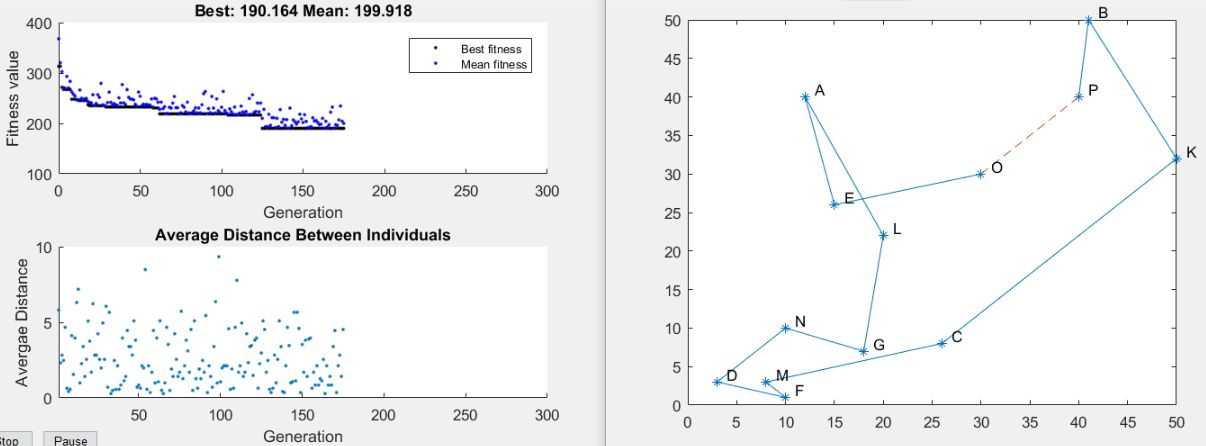 Best: 190.164 Mean: 199.918
400
300
200
100
Fitness value
Best fitness
Mean fitness
0 50 100 150 200 250 300
Generation
Average Distance Between Individuals
10
5
0
Avergae Distance
50 100 150 200 250 300
Generation
Stop Pause
50
45
40
35
30
25
20
15
10
5
0
B
A
P
K
O
E
L
N
G
C
D
M
F
0 5 10 15 20 25 30 35 40 45 50